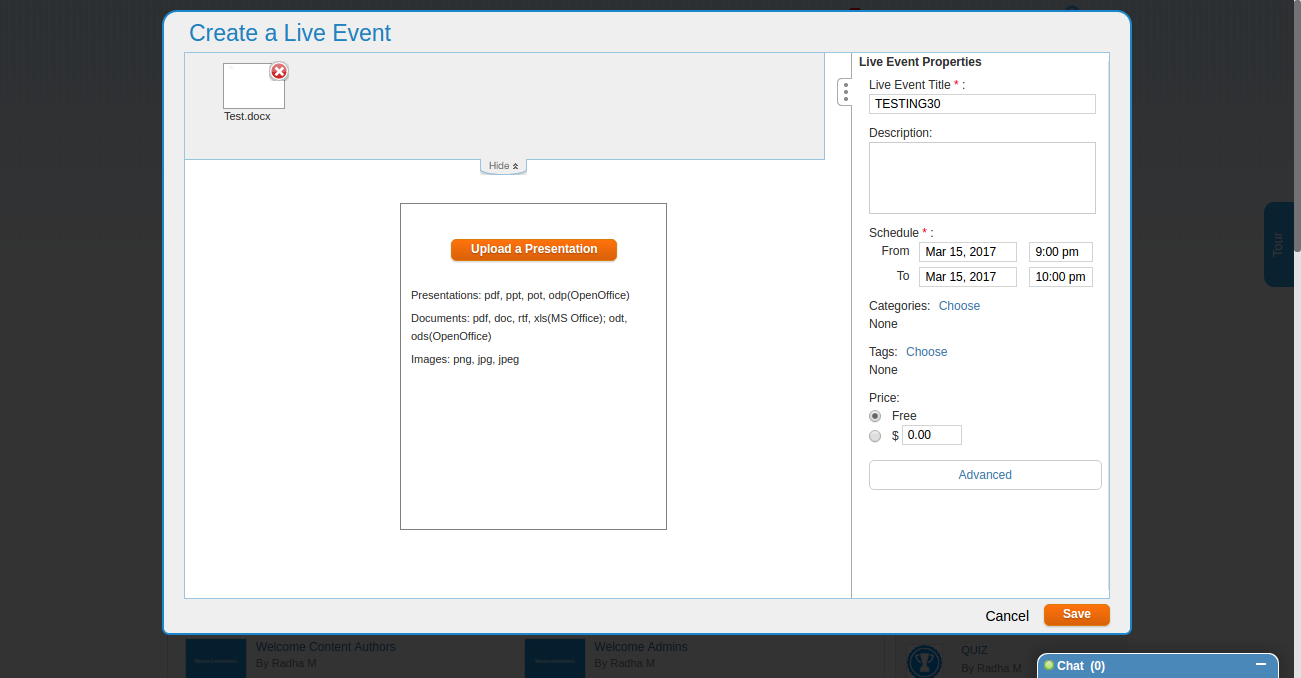 Create a Live Event
Test.docx
Hide
Upload a Presentation
Presentations: pdf, ppt, pot, odp(OpenOffice)
Documents: pdf, doc, rtf, xls(MS Office); odt,
ods(OpenOffice)
Images: png, jpg, jpeg
Live Event Properties
Live Event Title * :
TESTING30
Description:
Schedule * :
From Mar 15, 2017 9:00 pm
To Mar 15, 2017 10:00 pm
Categories: Choose
None
Tags: Choose
None
Price:
Free
$ 0.00
Advanced
Cancel Save
Tour
Welcome Content Authors
By Radha M
Welcome Admins
By Radha M
QUIZ
By Radha M
Chat (0)